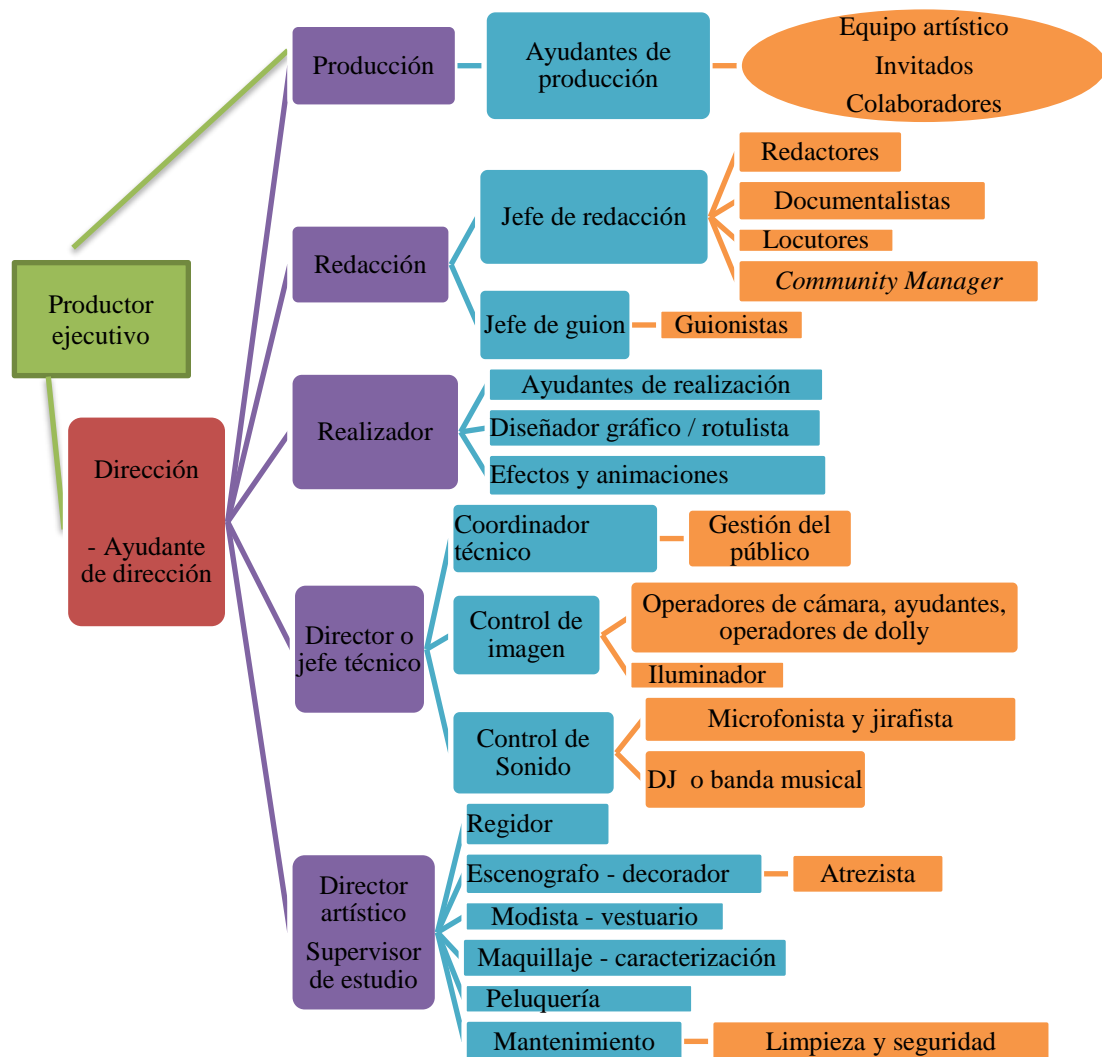 Productor
ejecutivo
Dirección
- Ayudante
de dirección
Producción
Ayudantes de
producción
Equipo artístico
Invitados
Colaboradores
Redacción
Jefe de redacción
Redactores
Documentalistas
Locutores
Community Manager
Jefe de guion
Guionistas
Realizador
Ayudantes de realización
Diseñador gráfico / rotulista
Efectos y animaciones
Director o
jefe técnico
Coordinador
técnico
Gestión del
público
Control de
imagen
Operadores de cámara, ayudantes,
operadores de dolly
Iluminador
Control de
Sonido
Microfonista y jirafista
DJ o banda musical
Director
artístico
Supervisor
de estudio
Regidor
Escenografo - decorador
Atrezista
Modista - vestuario
Maquillaje - caracterización
Peluquería
Mantenimiento
Limpieza y seguridad